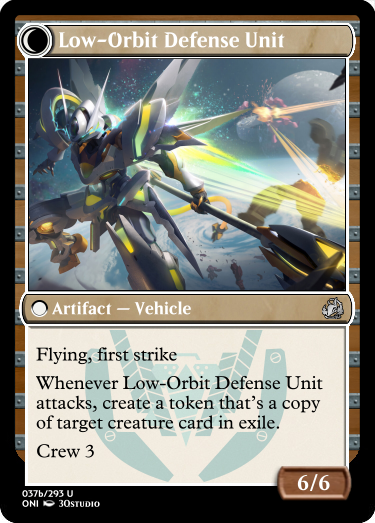 Low-Orbit Defense Unit
Artifact — Vehicle
Flying, first strike
Whenever Low-Orbit Defense Unit
attacks, create a token that's a copy
of target creature card in exile.
Crew 3
6/6
037b/293 U
ONI 3QSTUDIO